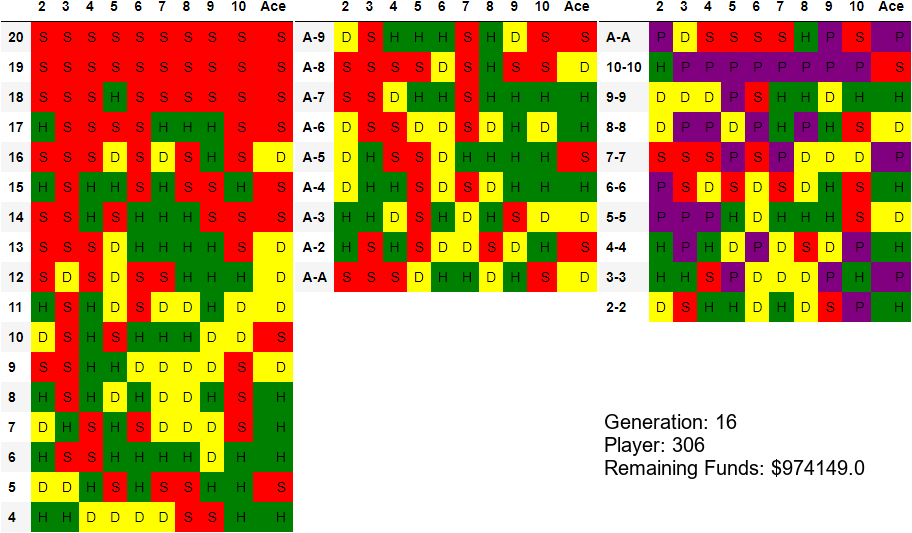 2 3 4 5 6 7 8 9 10 Ace
20 S S S S S S S S S S
19 S S S S S S S S S S
18 S S S H S S S S S S
17 H S S S S H H H S S
16 S S S D S D S H S D
15 H S H H S H S S H S
14 S S H S H H H S S S
13 S S S D H H H H S D
12 S D S D S S H H H D
11 H S H D S D D H D D
10 D S H S H H H D D S
9 S S H H D D D D S D
8 H S H D H D D H S H
7 D H S H S D D D S H
6 H S S H H H H D H H
5 D D H S H S S H H S
4 H H D D D D S S H H
2 3 4 5 6 7 8 9 10 Ace
A-9 D S H H H S H D S S
A-8 S S S S D S H S S D
A-7 S S D H H S H H H H
A-6 D S S D D S D H D H
A-5 D H S S D H H H H S
A-4 D H H S D S D H H H
A-3 H H D S H D H S D D
A-2 H S H S D D S D H S
A-A S S S D H H D H S D
2 3 4 5 6 7 8 9 10 Ace
A-A P D S S S S H P S P
10-10 H P P P P P P P P S
9-9 D D D P S H H D H H
8-8 D P P D P H P H S D
7-7 S S S P S P D D D P
6-6 P S D S D S D H S H
5-5 P P P H D H H H S D
4-4 H P H D P D S D P H
3-3 H H S P D D D P H P
2-2 D S H H D H D S P H
Generation: 16
Player: 306
Remaining Funds: $974149.0